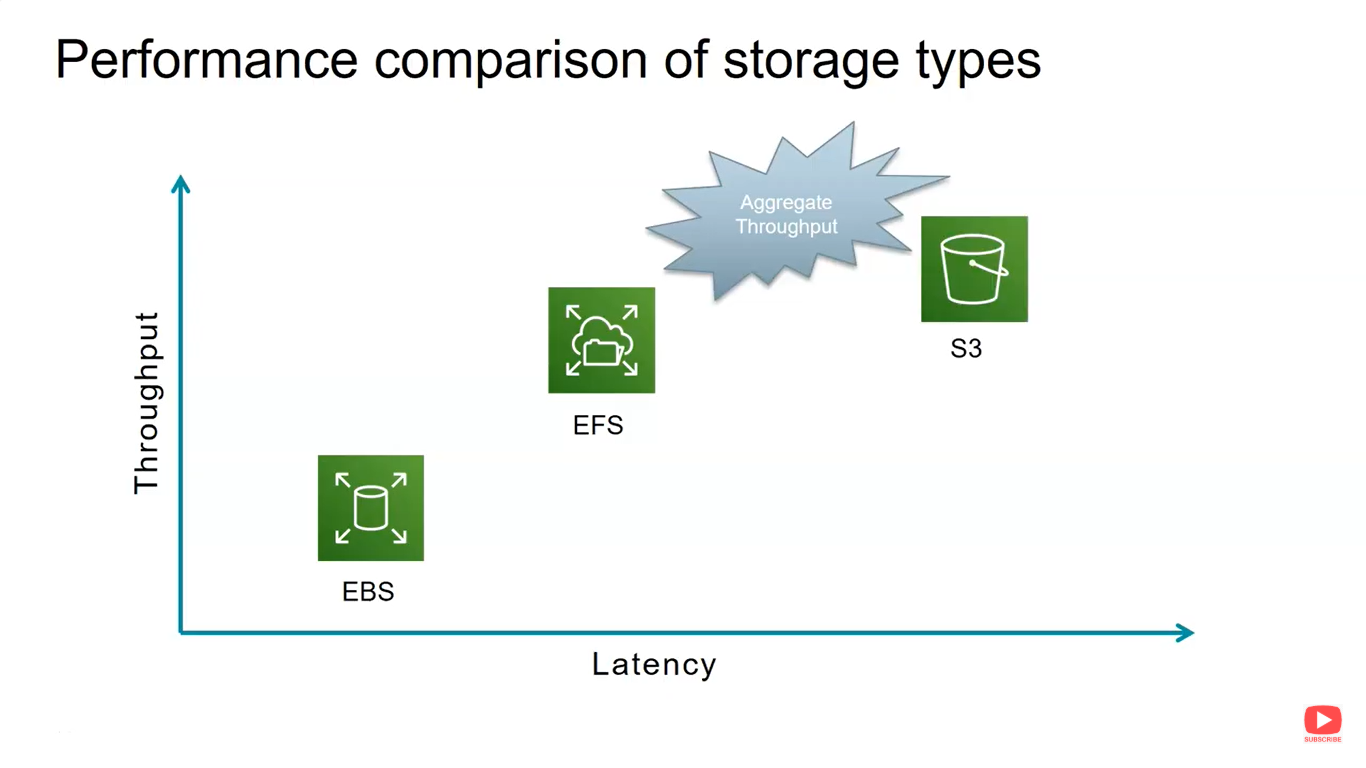 Performance comparison of storage types
Aggregate
Throughput
S3
Throughput
EFS
EBS
Latency
SUBSCRIBE